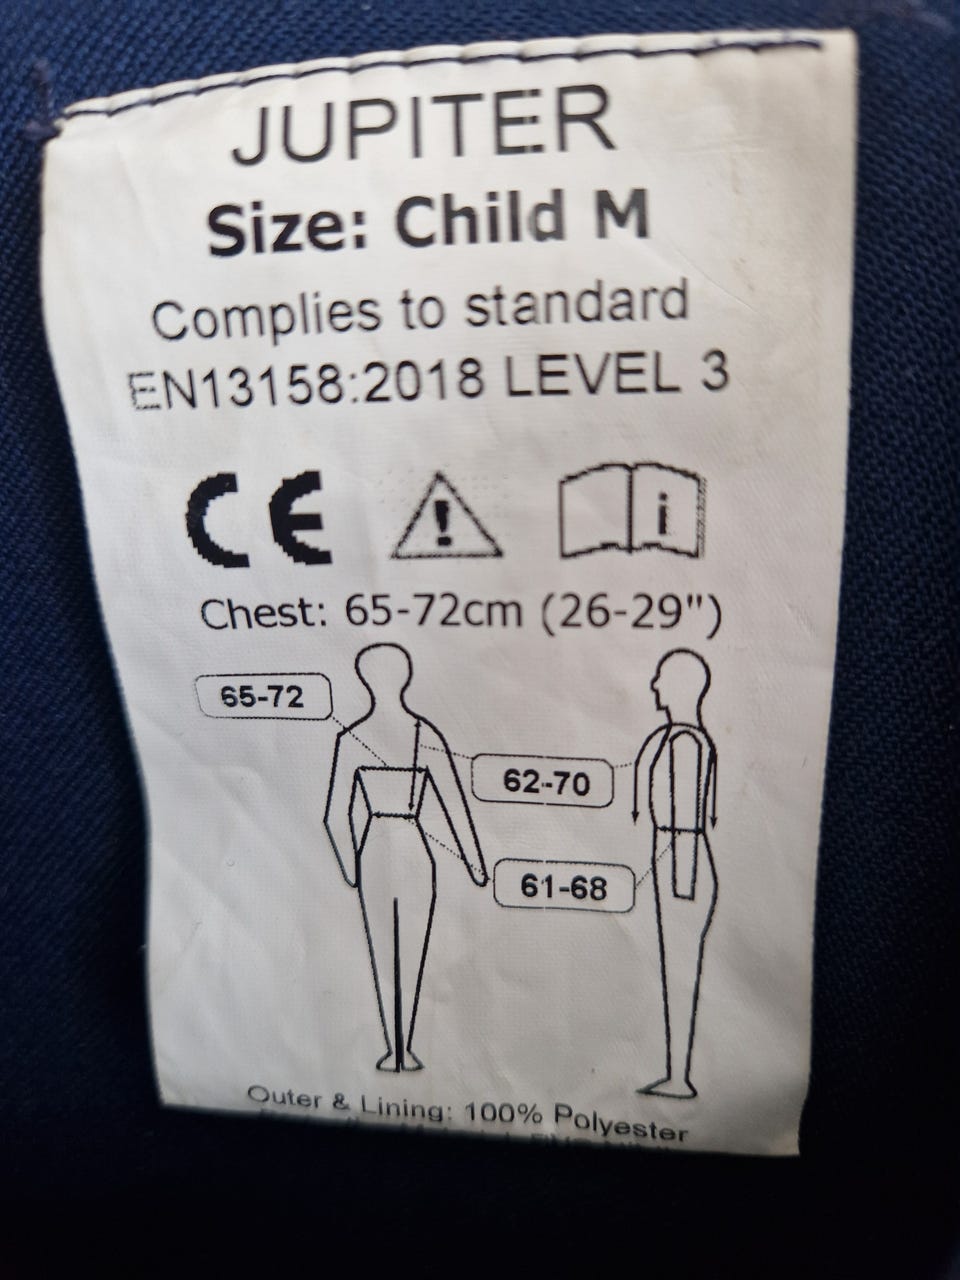 JUPITER
Size: Child M
Complies to standard
EN13158:2018 LEVEL 3
CE ! i
Chest: 65-72cm (26-29")
65-72
62-70
61-68
Outer & Lining: 100% Polyester